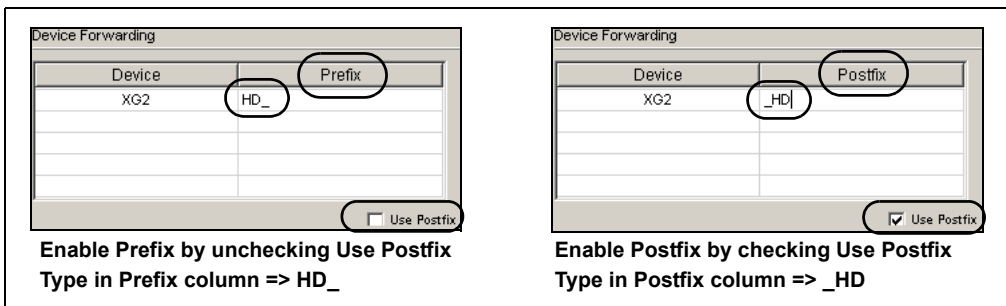 Device Forwarding
Device Prefix
XG2 HD_
Use Postfix
Enable Prefix by unchecking Use Postfix
Type in Prefix column => HD_
Device Forwarding
Device Postfix
XG2 _HD
Use Postfix
Enable Postfix by checking Use Postfix
Type in Postfix column => _HD